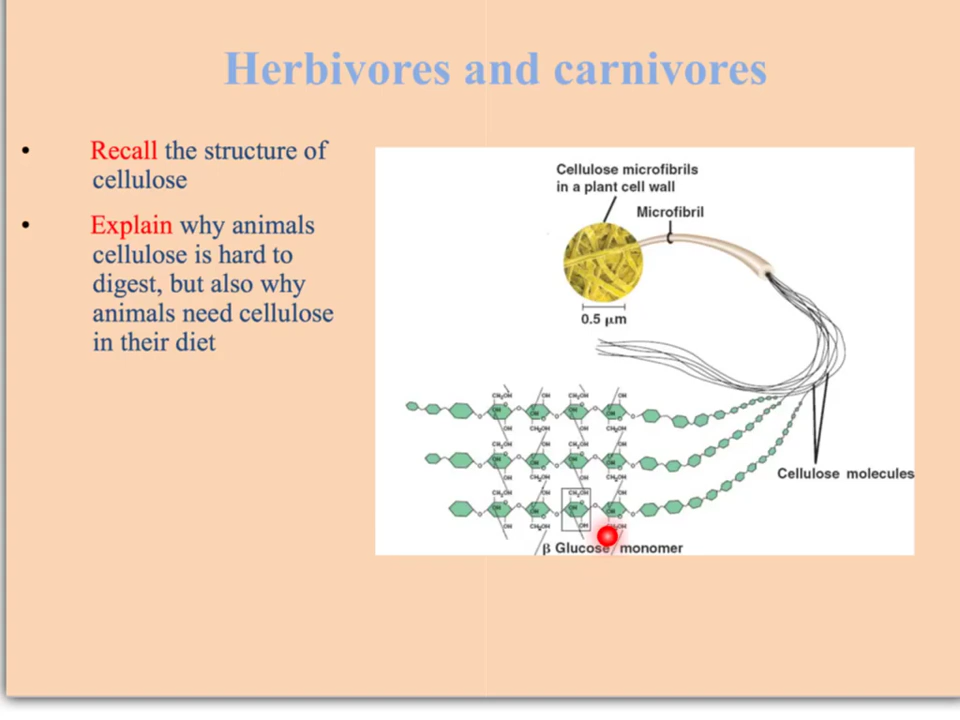 Herbivores and carnivores
• Recall the structure of
cellulose
• Explain why animals
cellulose is hard to
digest, but also why
animals need cellulose
in their diet
Cellulose microfibrils
in a plant cell wall
Microfibril
0.5 μm
Cellulose molecules
β Glucose monomer